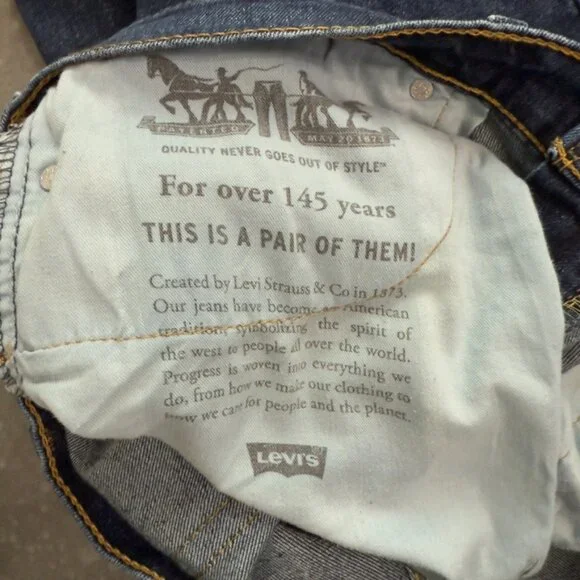 PATENTED
MAY 20 1873
QUALITY NEVER GOES OUT OF STYLE™
For over 145 years
THIS IS A PAIR OF THEM!
Created by Levi Strauss & Co in 1873.
Our jeans have become an American
tradition, symbolizing the spirit of
the west to people all over the world.
Progress is woven into everything we
do, from how we make our clothing to
how we care for people and the planet.
LEVI'S